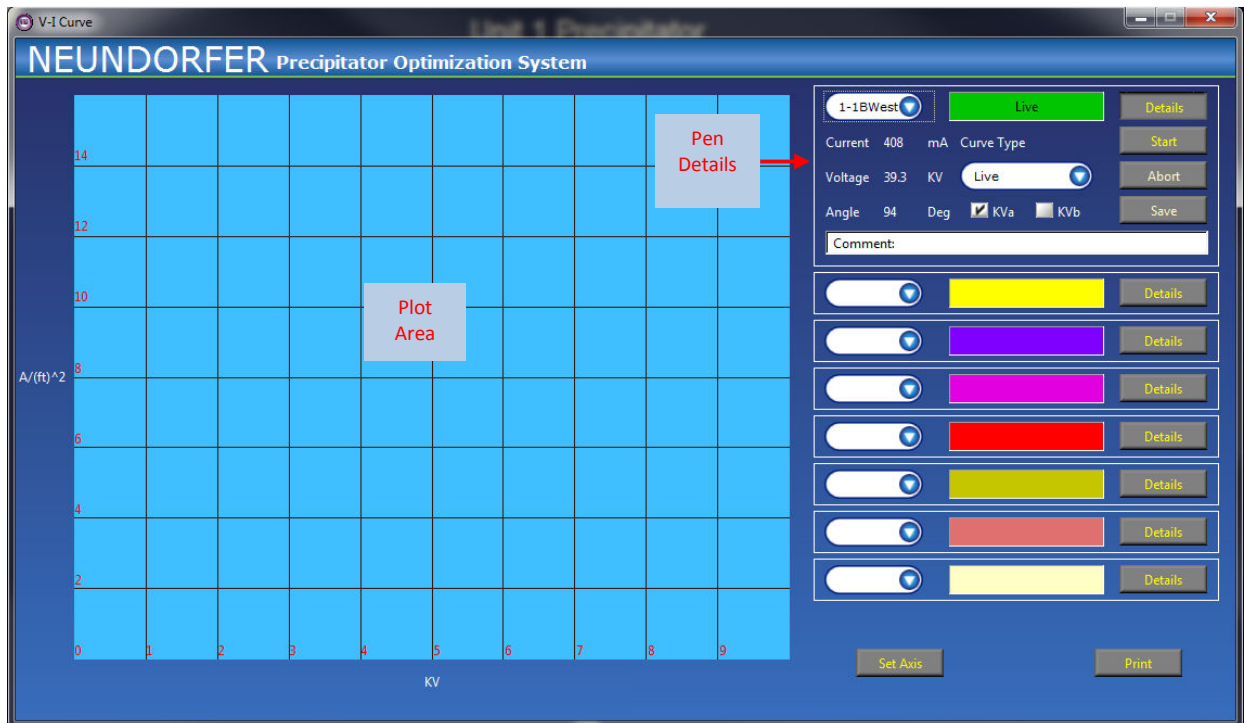 V-I Curve
Unit 1 Precipitator
NEUNDORFER Precipitator Optimization System
14
12
10
8
6
4
2
A/(ft)^2
0 1 2 3 4 5 6 7 8 9
KV
Plot
Area
Pen
Details
1-1BWest Live Details
Current 408 mA Curve Type Start
Voltage 39.3 KV Live Abort
Angle 94 Deg KVa KVb Save
Comment:
Details
Details
Details
Details
Details
Details
Details
Set Axis Print